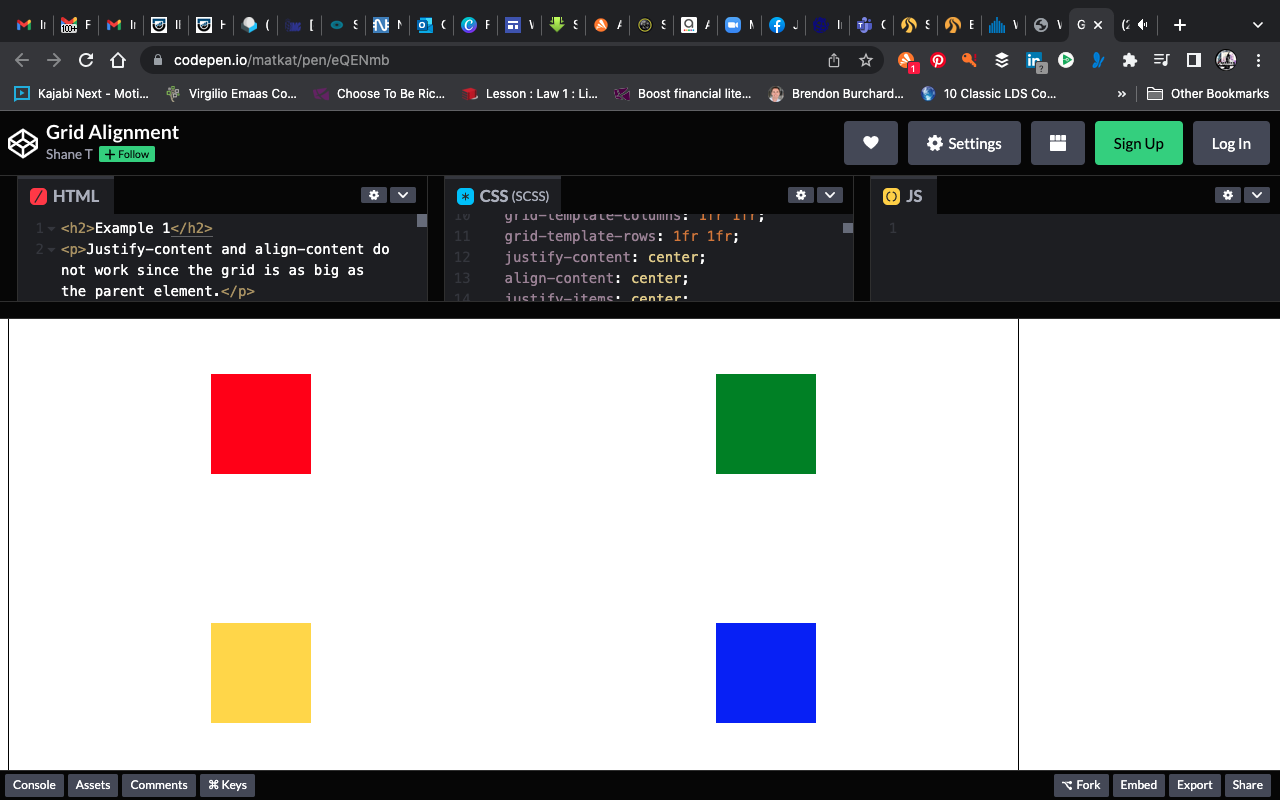 codepen.io/matkat/pen/eQENmb
1
?
Kajabi Next - Moti...
Virgilio Emaas Co...
Choose To Be Ric...
Lesson : Law 1 : Li...
Boost financial lite...
Brendon Burchard...
10 Classic LDS Co...
»
Other Bookmarks
Grid Alignment
Shane T
+ Follow
Settings
Sign Up
Log In
HTML
1 <h2>Example 1</h2>
2 <p>Justify-content and align-content do
not work since the grid is as big as
the parent element.</p>
CSS (SCSS)
10 grid-template-columns: 1fr 1fr;
11 grid-template-rows: 1fr 1fr;
12 justify-content: center;
13 align-content: center;
14 justify-items: center;
JS
1
Console
Assets
Comments
⌘ Keys
⌥ Fork
Embed
Export
Share